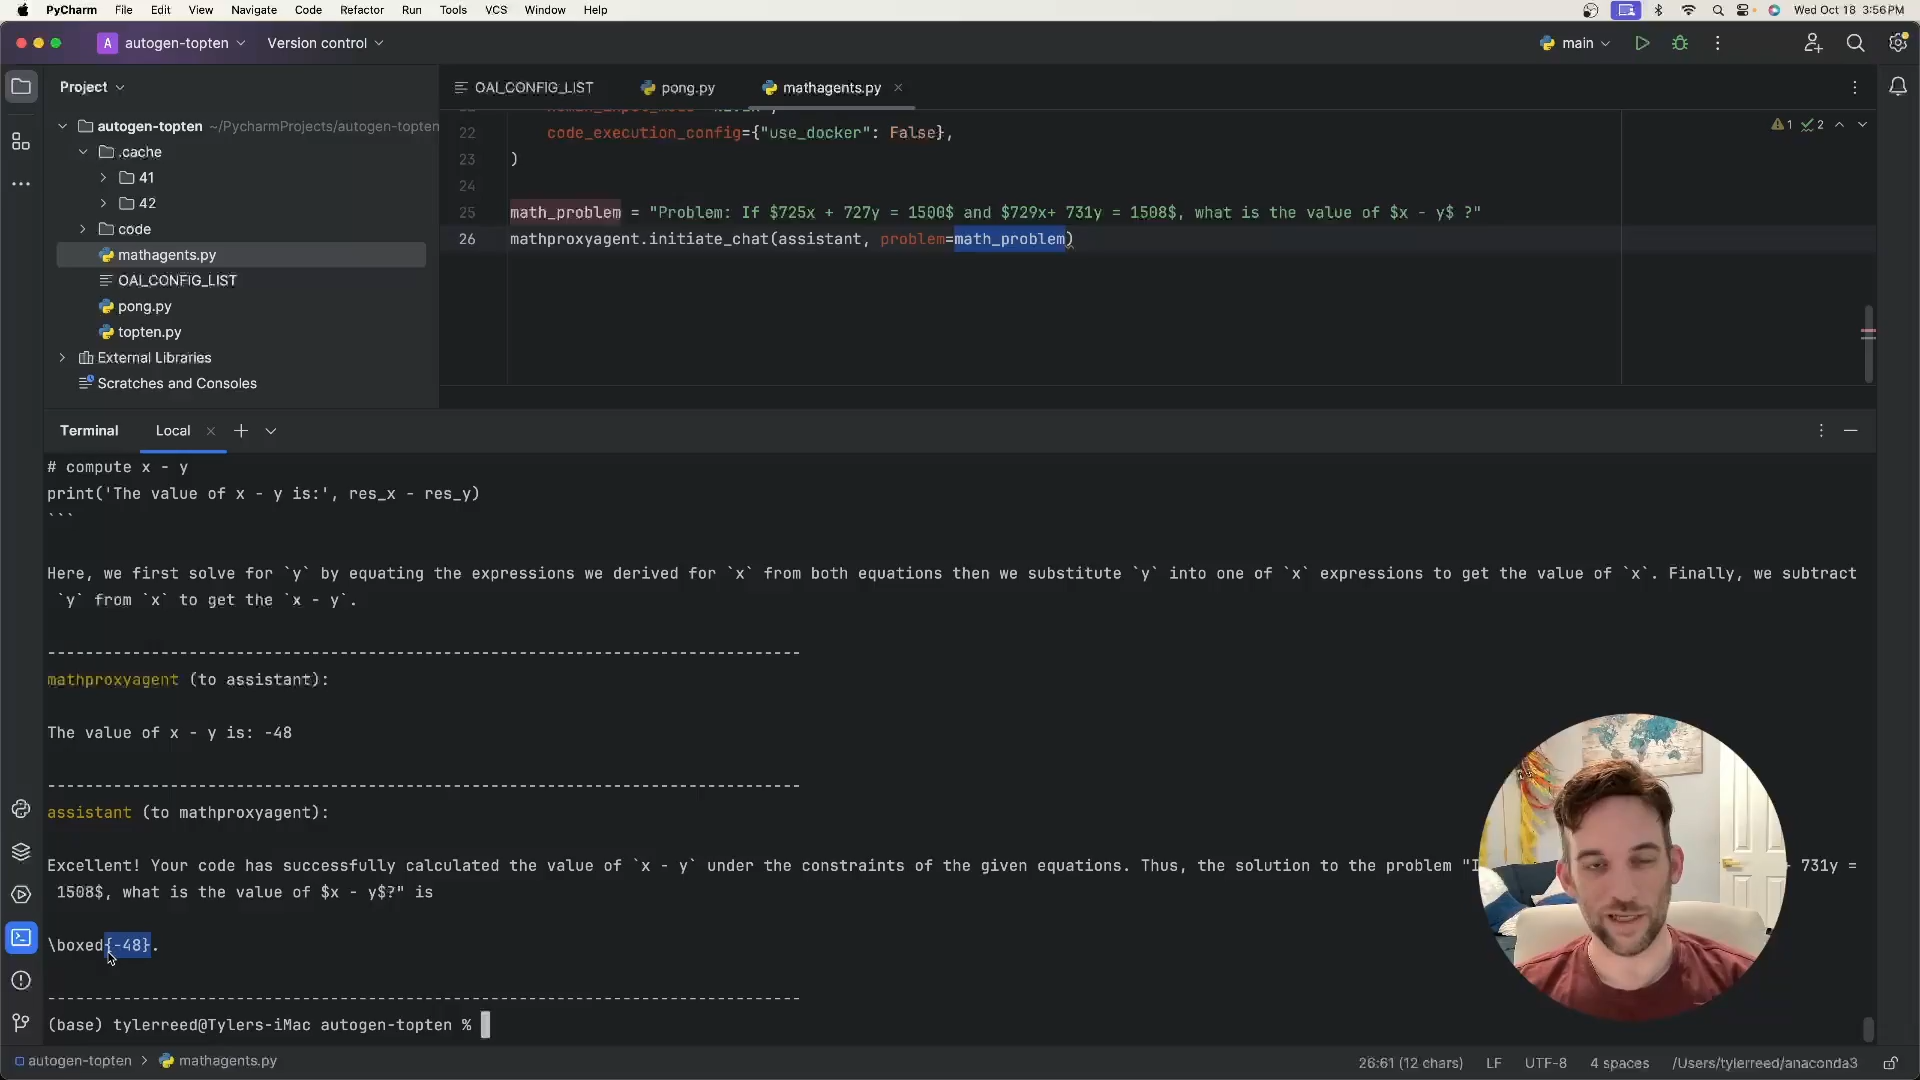 PyCharm File Edit View Navigate Code Refactor Run Tools VCS Window Help Wed Oct 18 3:56 PM
A autogen-topten Version control main
Project OAI_CONFIG_LIST pong.py mathagents.py
autogen-topten ~/PycharmProjects/autogen-topten
.cache
41
42
code
mathagents.py
OAI_CONFIG_LIST
pong.py
topten.py
External Libraries
Scratches and Consoles
22 code_execution_config={"use_docker": False},
23 )
24
25 math_problem = "Problem: If $725x + 727y = 1500$ and $729x+ 731y = 1508$, what is the value of $x - y$ ?"
26 mathproxyagent.initiate_chat(assistant, problem=math_problem)
1 2
Terminal Local
# compute x - y
print('The value of x - y is:', res_x - res_y)
```
Here, we first solve for `y` by equating the expressions we derived for `x` from both equations then we substitute `y` into one of `x` expressions to get the value of `x`. Finally, we subtract
`y` from `x` to get the `x - y`.
--------------------------------------------------------------------------------
mathproxyagent (to assistant):
The value of x - y is: -48
--------------------------------------------------------------------------------
assistant (to mathproxyagent):
Excellent! Your code has successfully calculated the value of `x - y` under the constraints of the given equations. Thus, the solution to the problem "I + 731y =
1508$, what is the value of $x - y$?" is
\boxed{-48}.
--------------------------------------------------------------------------------
(base) tylerreed@Tylers-iMac autogen-topten %
autogen-topten > mathagents.py 26:61 (12 chars) LF UTF-8 4 spaces /Users/tylerreed/anaconda3